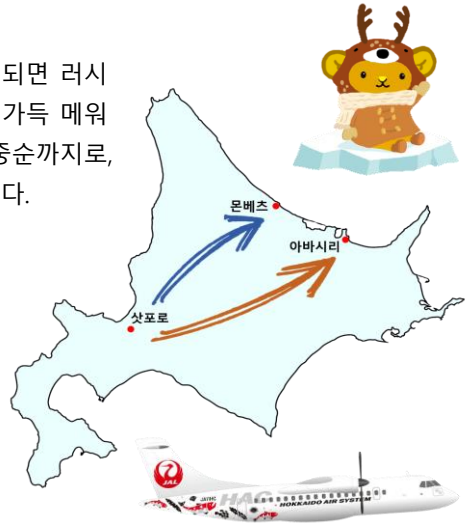 되면 러시
가득 메워
중순까지로,
다.
몬베츠
아바시리
삿포로
JAL
HAC
HOKKAIDO AIR SYSTEM